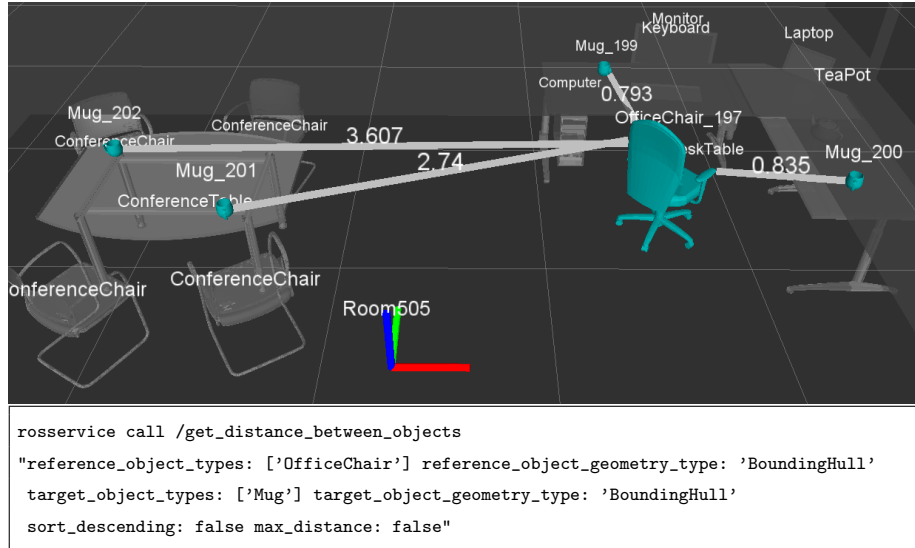 Monitor
Keyboard
Laptop
Mug_199
TeaPot
Computer
0.793
Mug_202
OfficeChair_197
ConferenceChair
ConferenceChair
3.607
skTable
Mug_201
2.74
0.835
Mug_200
ConferenceTable
onferenceChair
ConferenceChair
Room505
rosservice call /get_distance_between_objects
"reference_object_types: [’OfficeChair’] reference_object_geometry_type: ’BoundingHull’
target_object_types: [’Mug’] target_object_geometry_type: ’BoundingHull’
sort_descending: false max_distance: false"